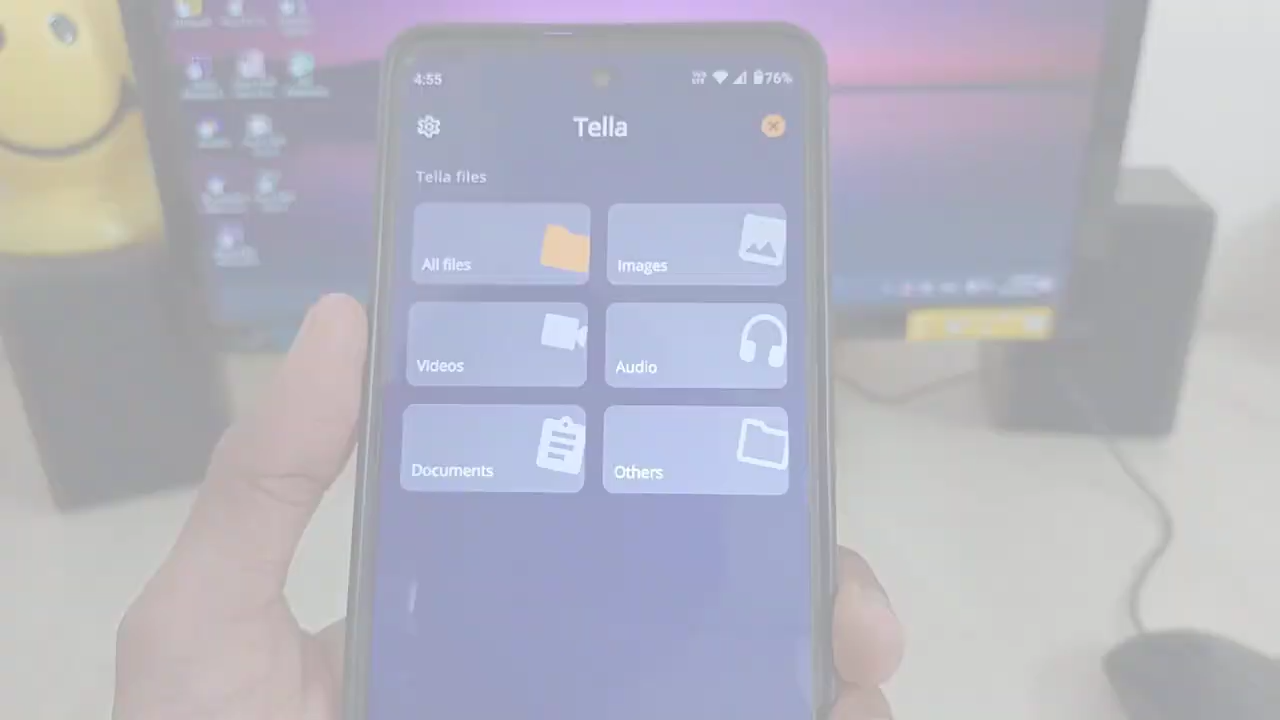 4:55
76%
Tella
Tella files
All files
Images
Videos
Audio
Documents
Others